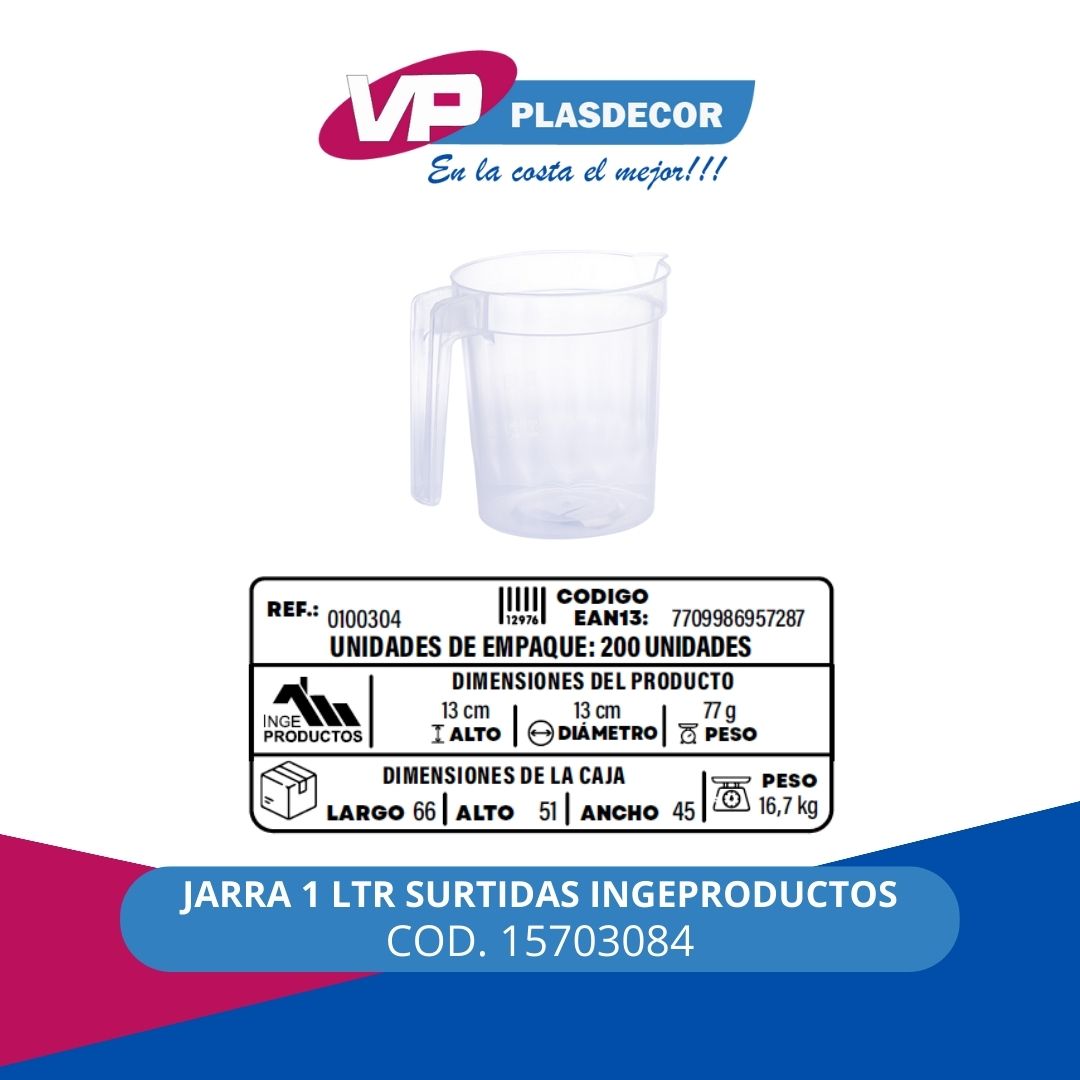 VP PLASDECOR
En la costa el mejor!!!
REF.: 0100304
12976
CODIGO
EAN13: 7709986957287
UNIDADES DE EMPAQUE: 200 UNIDADES
INGE
PRODUCTOS
DIMENSIONES DEL PRODUCTO
13 cm 13 cm 77 g
ALTO DIÁMETRO PESO
DIMENSIONES DE LA CAJA
LARGO 66 ALTO 51 ANCHO 45
PESO
16,7 kg
JARRA 1 LTR SURTIDAS INGEPRODUCTOS
COD. 15703084